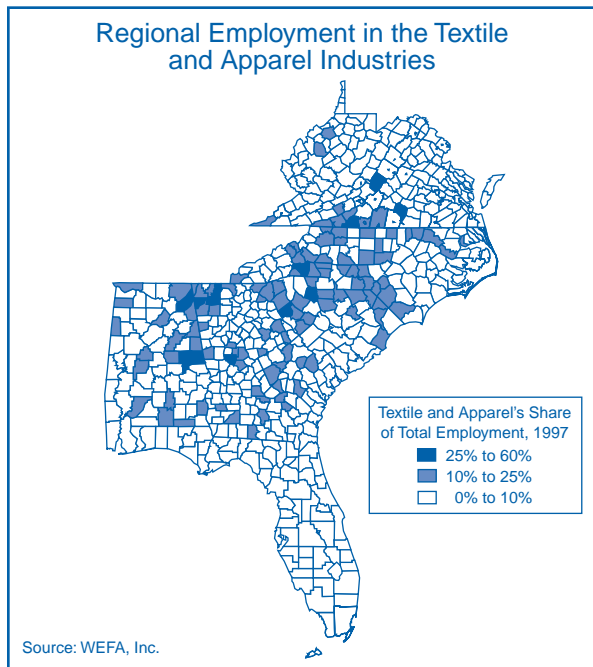 Regional Employment in the Textile
and Apparel Industries
Textile and Apparel's Share
of Total Employment, 1997
25% to 60%
10% to 25%
0% to 10%
Source: WEFA, Inc.